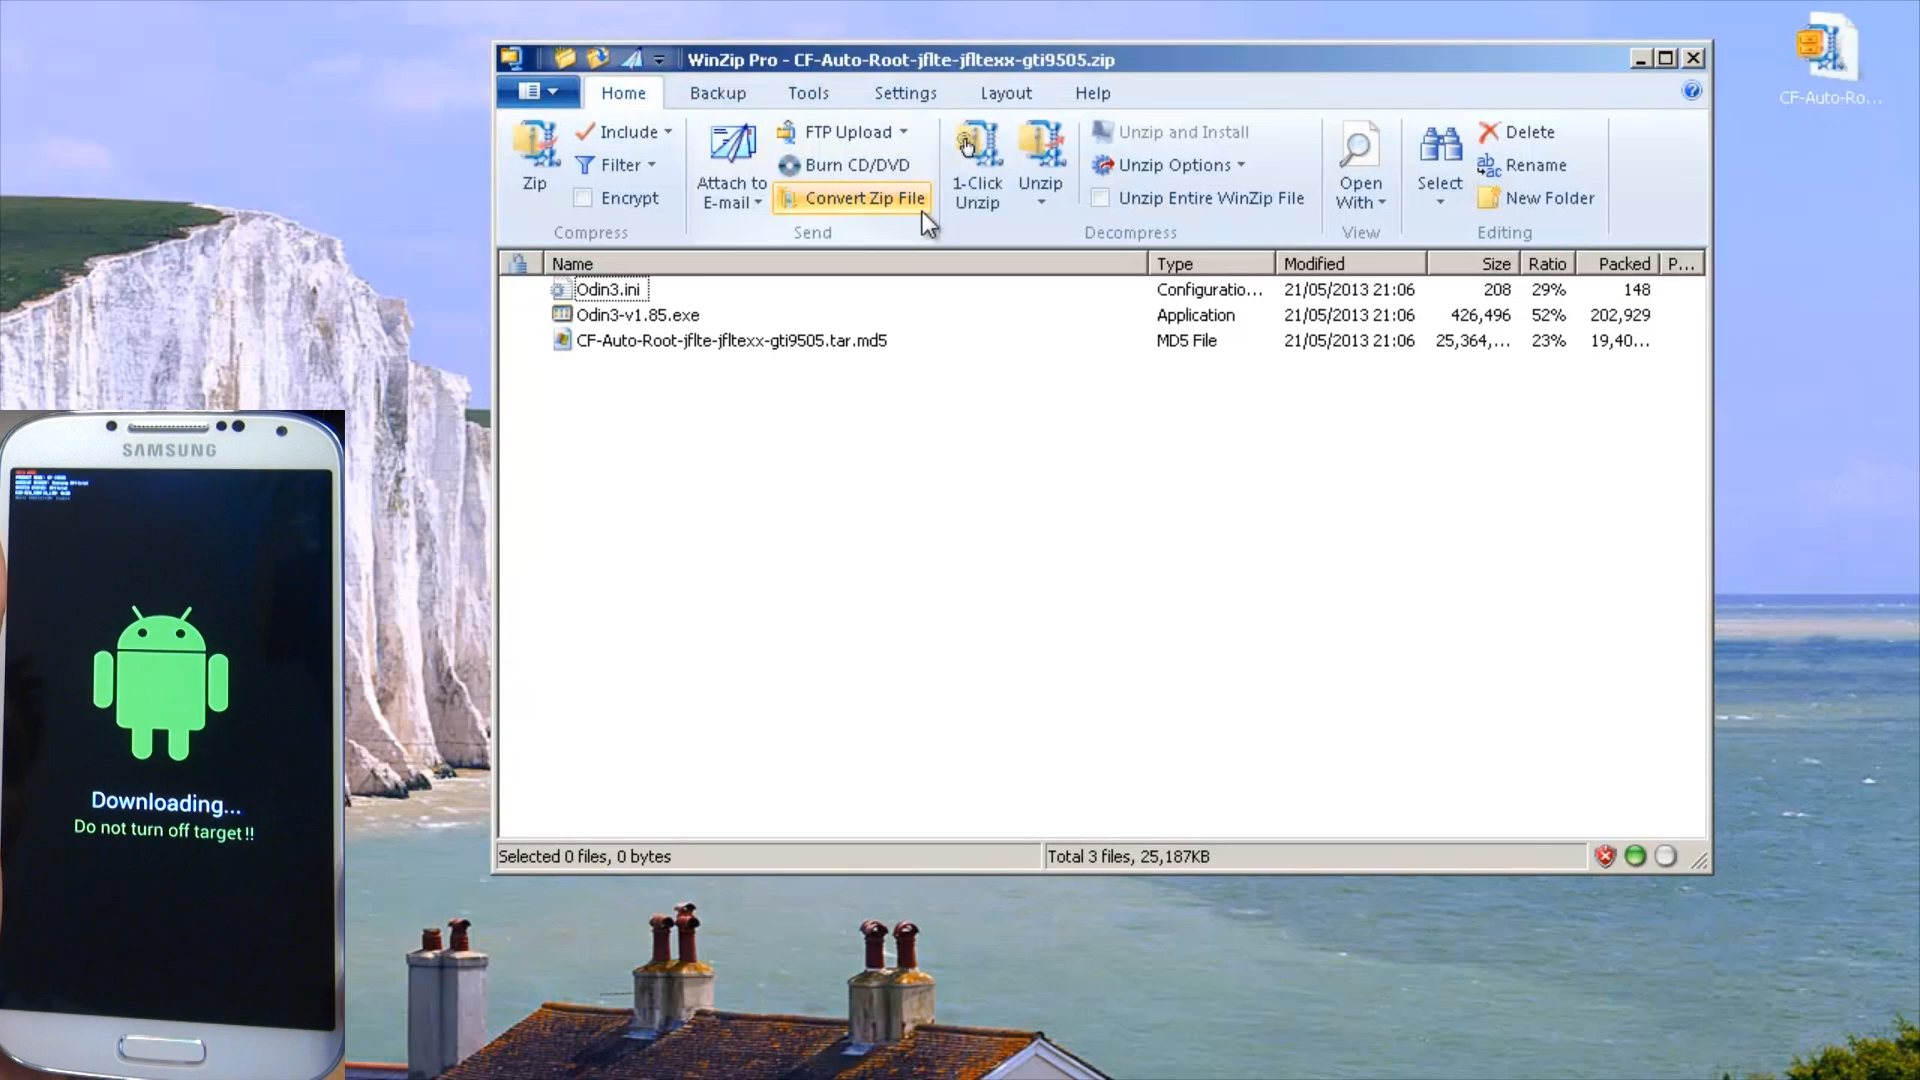 WinZip Pro - CF-Auto-Root-jflte-jfltexx-gti9505.zip
CF-Auto-Ro...
Home Backup Tools Settings Layout Help
Zip
Include
Filter
Encrypt
Compress
Attach to
E-mail
FTP Upload
Burn CD/DVD
Convert Zip File
Send
1-Click
Unzip
Unzip
Unzip and Install
Unzip Options
Unzip Entire WinZip File
Decompress
Open
With
View
Select
Delete
Rename
New Folder
Editing
Name Type Modified Size Ratio Packed P...
Odin3.ini Configuratio... 21/05/2013 21:06 208 29% 148
Odin3-v1.85.exe Application 21/05/2013 21:06 426,496 52% 202,929
CF-Auto-Root-jflte-jfltexx-gti9505.tar.md5 MD5 File 21/05/2013 21:06 25,364,... 23% 19,40...
Selected 0 files, 0 bytes
Total 3 files, 25,187KB
SAMSUNG
Downloading...
Do not turn off target !!